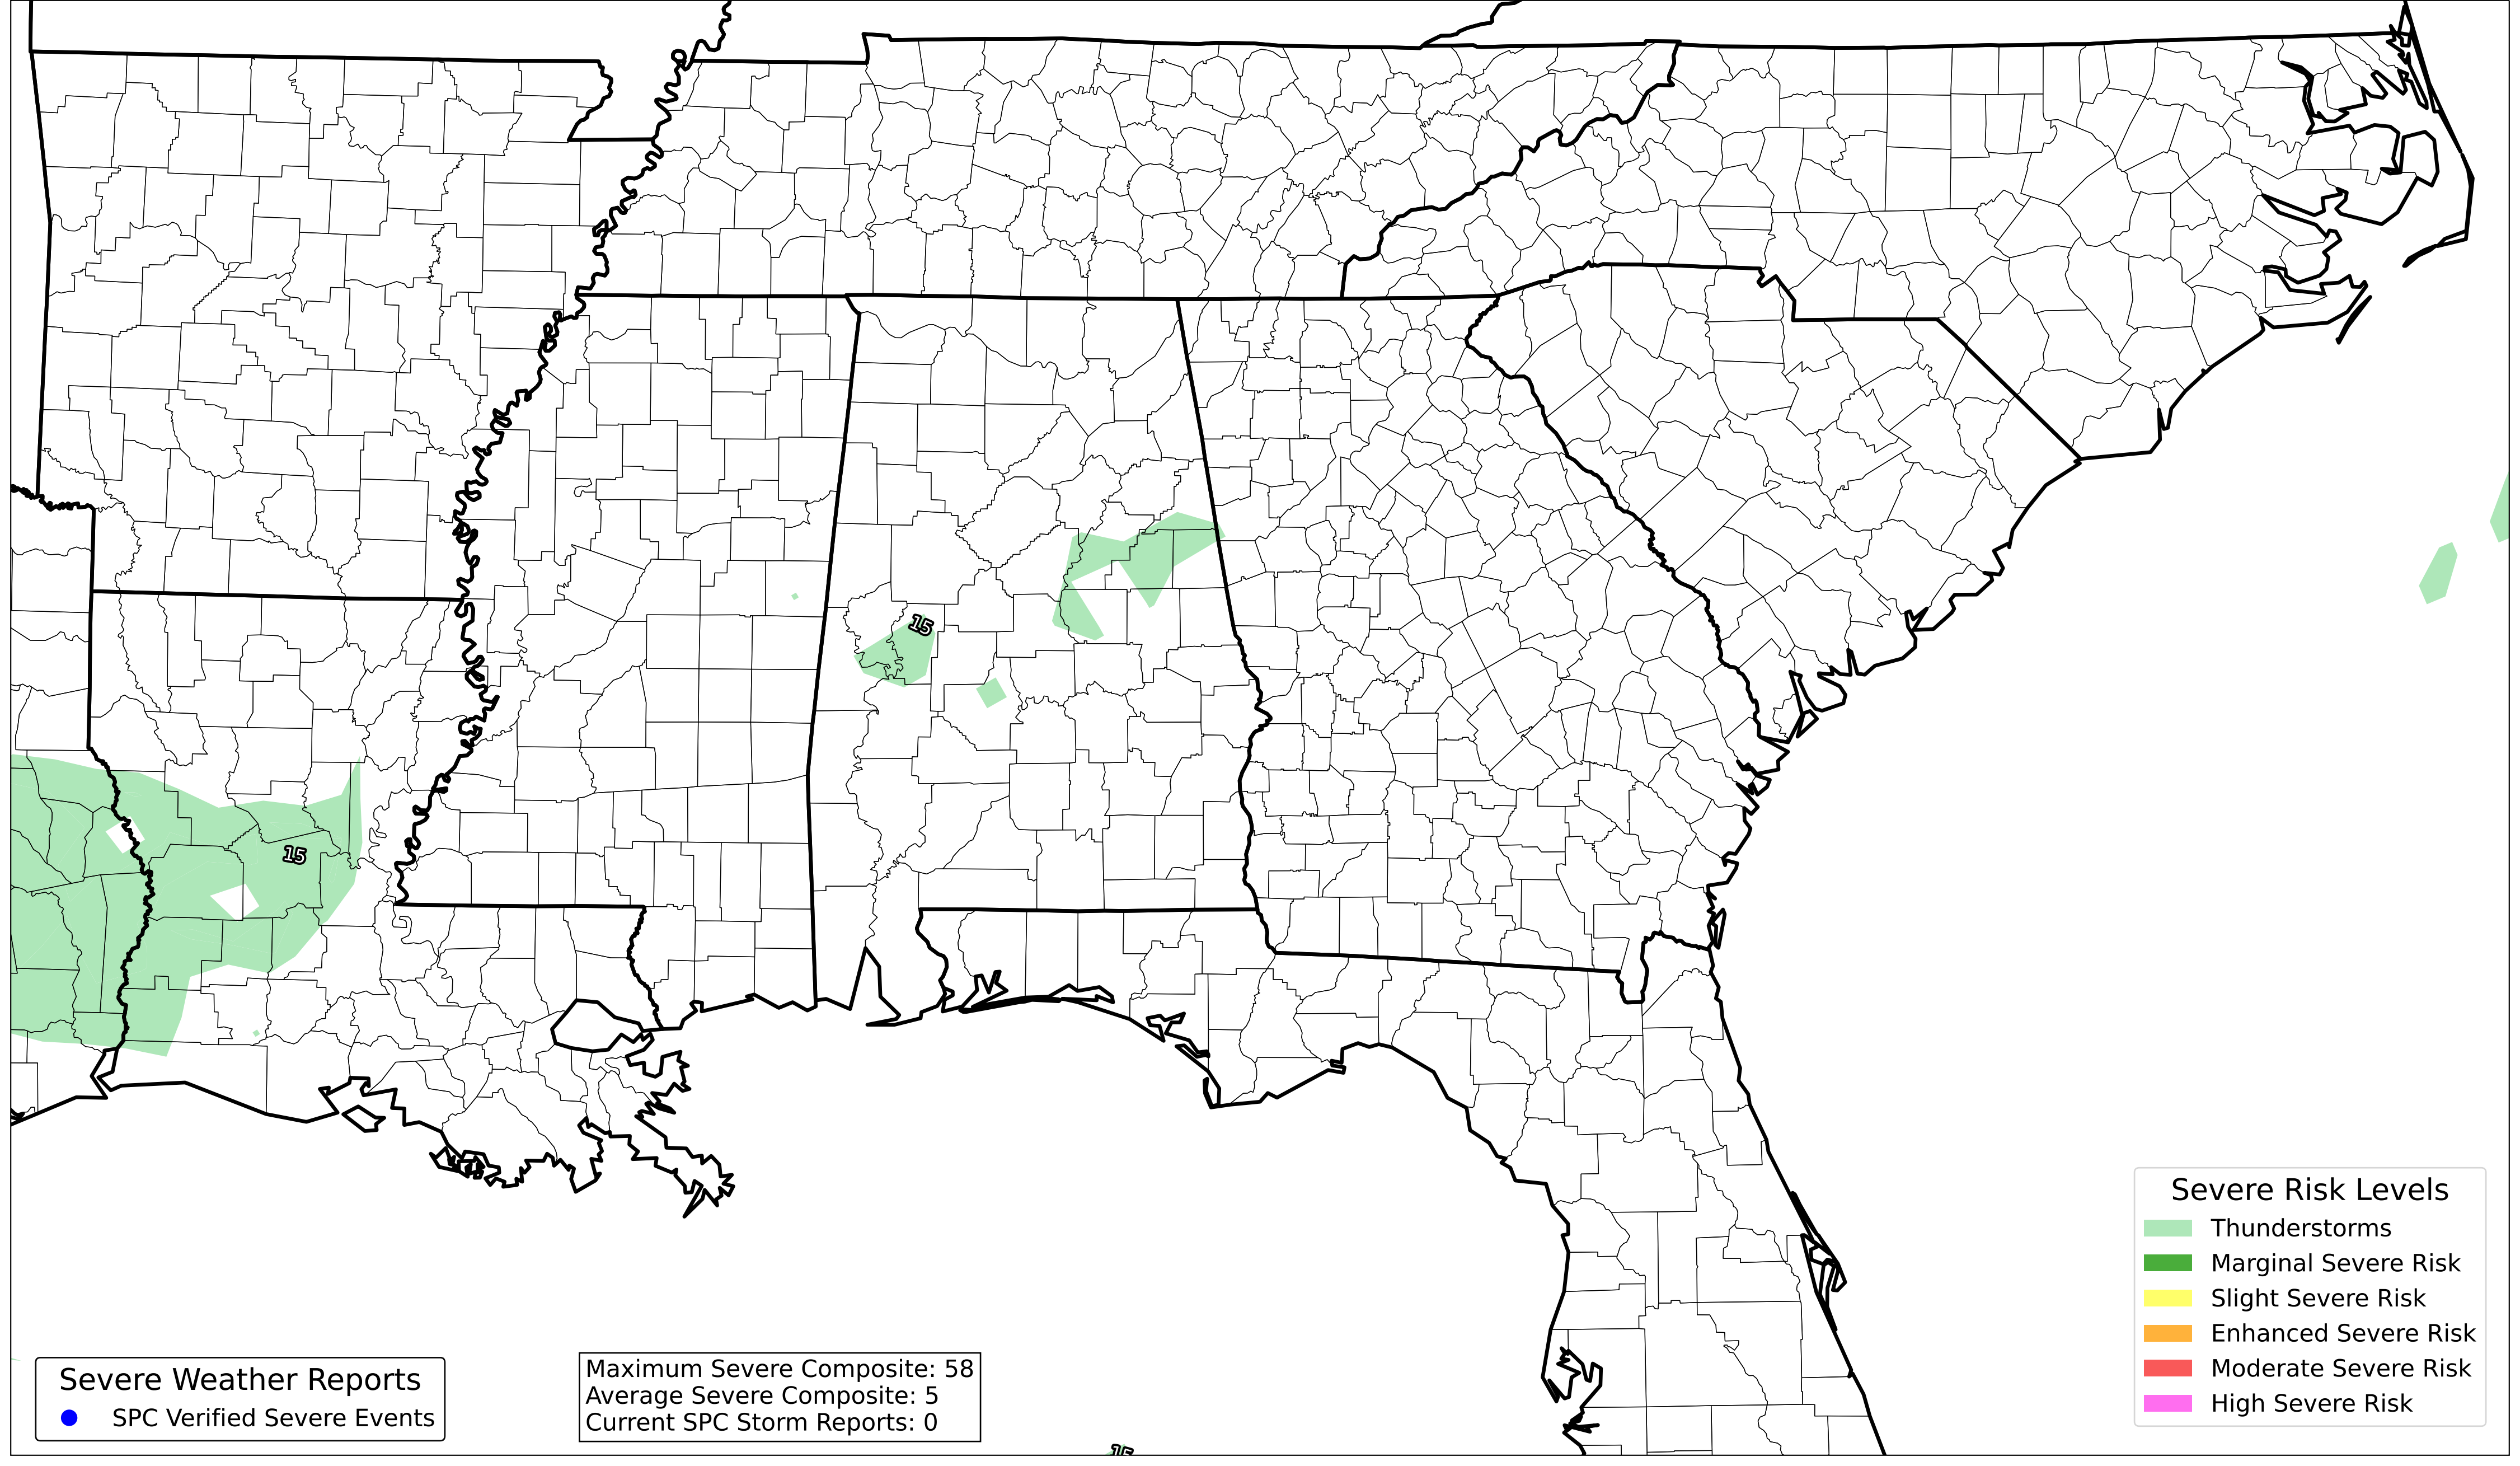 15
15
Severe Risk Levels
Thunderstorms
Marginal Severe Risk
Slight Severe Risk
Enhanced Severe Risk
Moderate Severe Risk
High Severe Risk
Severe Weather Reports
SPC Verified Severe Events
Maximum Severe Composite: 58
Average Severe Composite: 5
Current SPC Storm Reports: 0
15